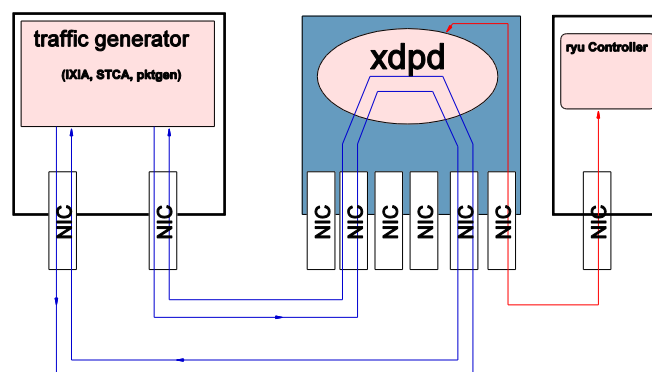 traffic generator
(IXIA, STCA, pktgen)
xdpd
ryu Controller
NIC
NIC
NIC
NIC
NIC
NIC
NIC
NIC
NIC